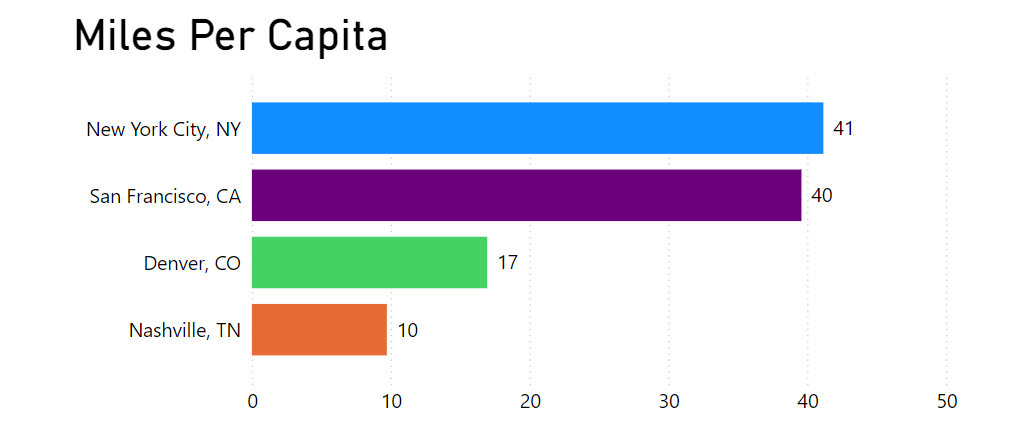 Miles Per Capita
New York City, NY 41
San Francisco, CA 40
Denver, CO 17
Nashville, TN 10
0 10 20 30 40 50